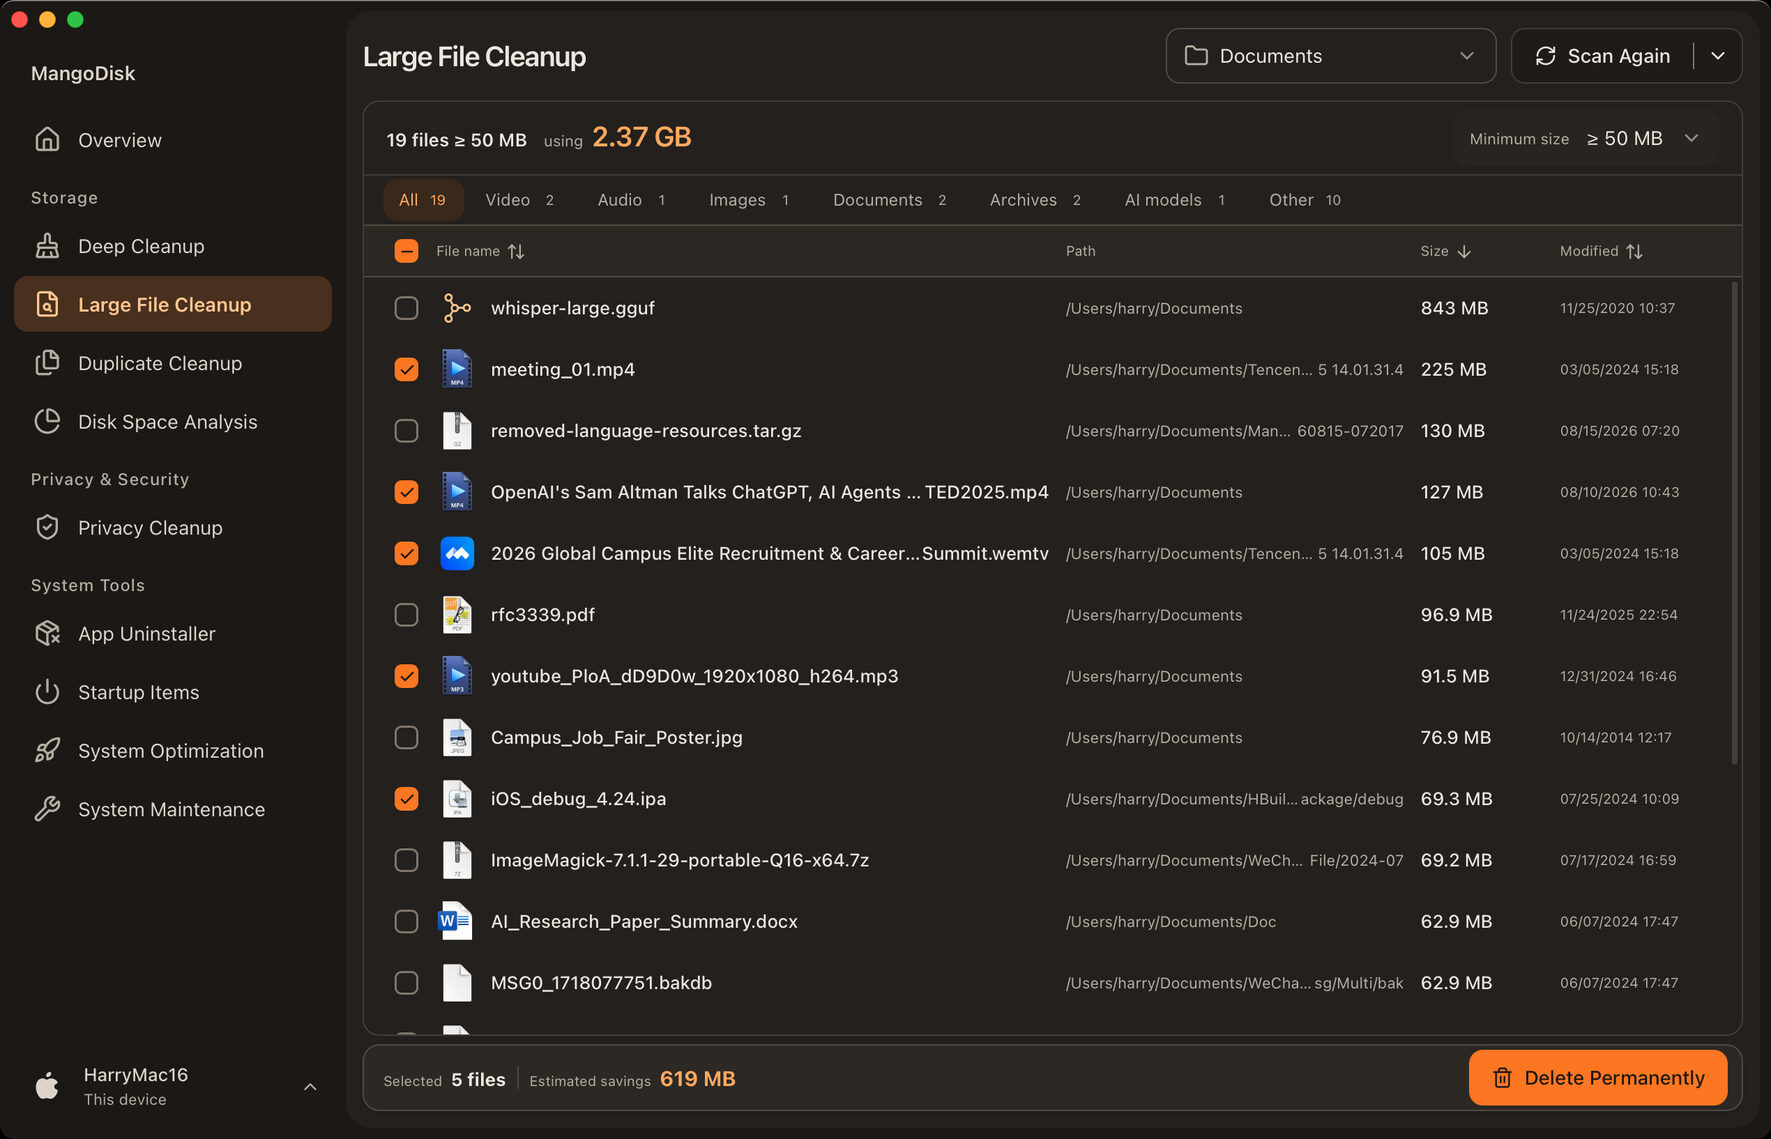 MangoDisk
Overview
Storage
Deep Cleanup
Large File Cleanup
Duplicate Cleanup
Disk Space Analysis
Privacy & Security
Privacy Cleanup
System Tools
App Uninstaller
Startup Items
System Optimization
System Maintenance
HarryMac16
This device
Large File Cleanup
Documents
Scan Again
19 files ≥ 50 MB using 2.37 GB
Minimum size ≥ 50 MB
All 19 Video 2 Audio 1 Images 1 Documents 2 Archives 2 AI models 1 Other 10
File name Path Size Modified
whisper-large.gguf /Users/harry/Documents 843 MB 11/25/2020 10:37
MP4 meeting_01.mp4 /Users/harry/Documents/Tencen... 5 14.01.31.4 225 MB 03/05/2024 15:18
GZ removed-language-resources.tar.gz /Users/harry/Documents/Man... 60815-072017 130 MB 08/15/2026 07:20
MP4 OpenAI's Sam Altman Talks ChatGPT, AI Agents ... TED2025.mp4 /Users/harry/Documents 127 MB 08/10/2026 10:43
2026 Global Campus Elite Recruitment & Career...Summit.wemtv /Users/harry/Documents/Tencen... 5 14.01.31.4 105 MB 03/05/2024 15:18
PDF rfc3339.pdf /Users/harry/Documents 96.9 MB 11/24/2025 22:54
MP3 youtube_PloA_dD9D0w_1920x1080_h264.mp3 /Users/harry/Documents 91.5 MB 12/31/2024 16:46
JPEG Campus_Job_Fair_Poster.jpg /Users/harry/Documents 76.9 MB 10/14/2014 12:17
IPA iOS_debug_4.24.ipa /Users/harry/Documents/HBuil...ackage/debug 69.3 MB 07/25/2024 10:09
7Z ImageMagick-7.1.1-29-portable-Q16-x64.7z /Users/harry/Documents/WeCh... File/2024-07 69.2 MB 07/17/2024 16:59
W AI_Research_Paper_Summary.docx /Users/harry/Documents/Doc 62.9 MB 06/07/2024 17:47
MSG0_1718077751.bakdb /Users/harry/Documents/WeCha...sg/Multi/bak 62.9 MB 06/07/2024 17:47
Selected 5 files Estimated savings 619 MB
Delete Permanently